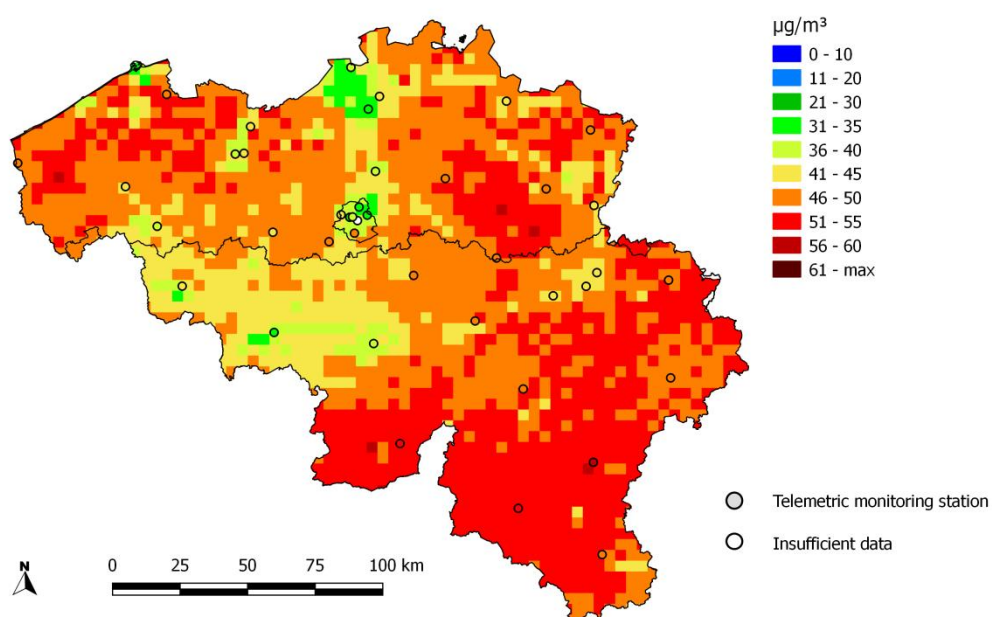 µg/m³
0 - 10
11 - 20
21 - 30
31 - 35
36 - 40
41 - 45
46 - 50
51 - 55
56 - 60
61 - max
Telemetric monitoring station
Insufficient data
N
0 25 50 75 100 km